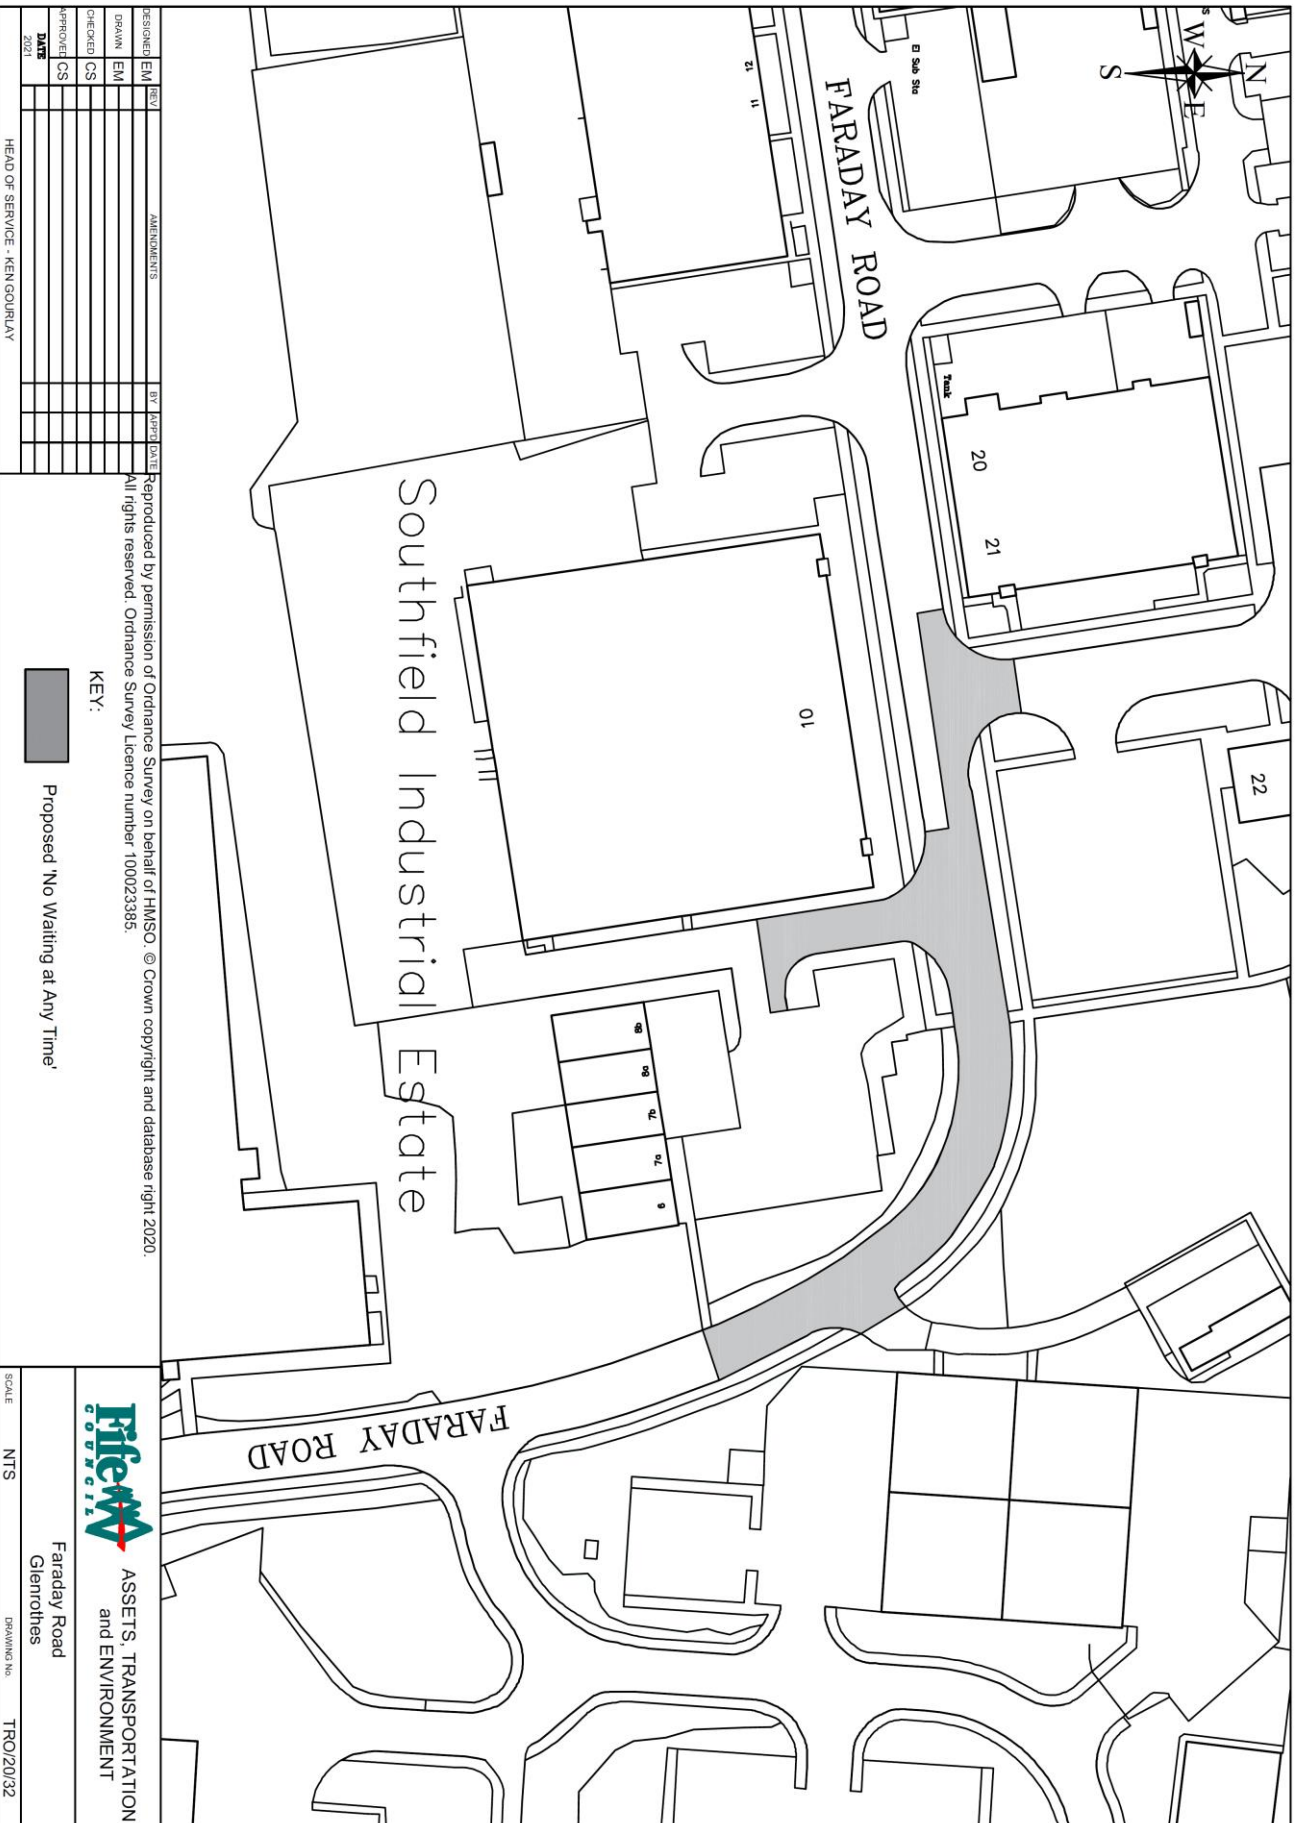 N
W
E
S
El Sub Sta
FARADAY ROAD
12
11
Tank
20
21
22
10
Southfield Industrial Estate
8b
8a
7b
7a
6
FARADAY ROAD
DESIGNED EM
DRAWN EM
CHECKED CS
APPROVED CS
DATE
2021
REV AMENDMENTS BY APP'D DATE
HEAD OF SERVICE - KEN GOURLAY
Reproduced by permission of Ordnance Survey on behalf of HMSO. © Crown copyright and database right 2020.
All rights reserved. Ordnance Survey Licence number 100023385.
KEY:
Proposed 'No Waiting at Any Time'
Fife
COUNCIL
ASSETS, TRANSPORTATION
and ENVIRONMENT
Faraday Road
Glenrothes
SCALE NTS
DRAWING No. TRO/20/32